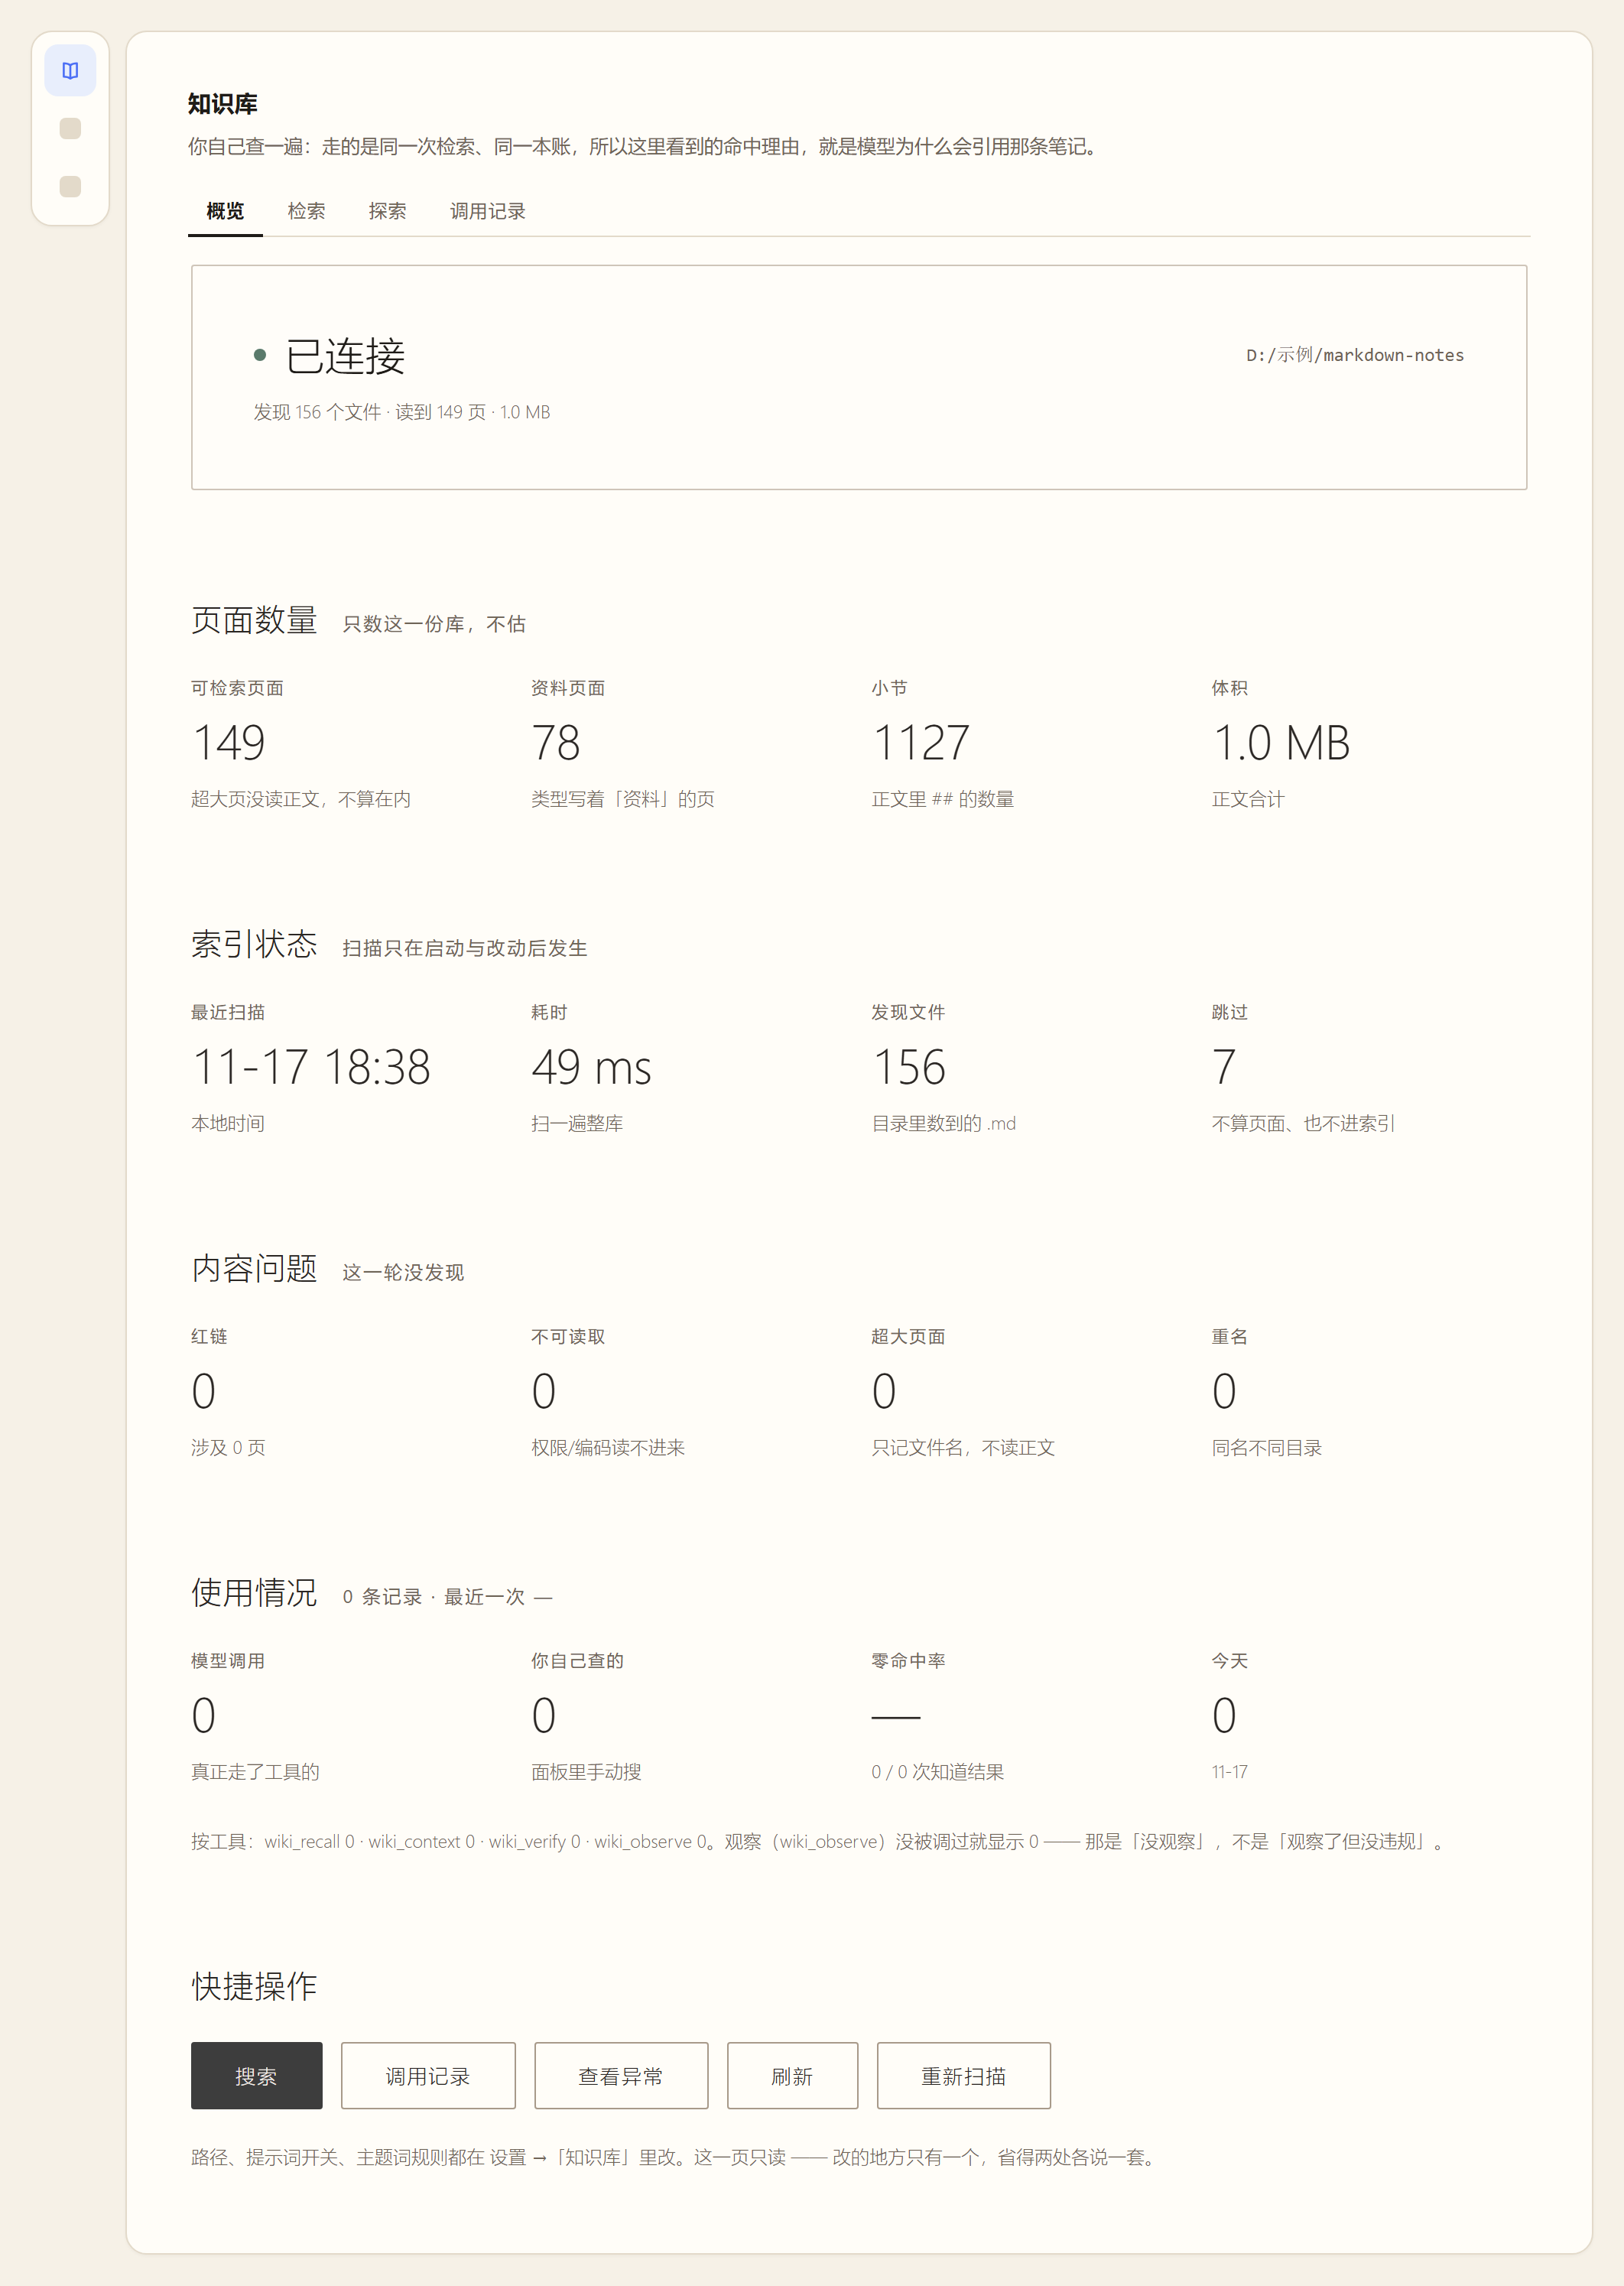 知识库
你自己查一遍：走的是同一次检索、同一本账，所以这里看到的命中理由，就是模型为什么会引用那条笔记。
概览 检索 探索 调用记录
已连接 D:/示例/markdown-notes
发现 156 个文件 · 读到 149 页 · 1.0 MB
页面数量 只数这一份库，不估
可检索页面 资料页面 小节 体积
149 78 1127 1.0 MB
超大页没读正文，不算在内 类型写着「资料」的页 正文里 ## 的数量 正文合计
索引状态 扫描只在启动与改动后发生
最近扫描 耗时 发现文件 跳过
11-17 18:38 49 ms 156 7
本地时间 扫一遍整库 目录里数到的 .md 不算页面、也不进索引
内容问题 这一轮没发现
红链 不可读取 超大页面 重名
0 0 0 0
涉及 0 页 权限/编码读不进来 只记文件名，不读正文 同名不同目录
使用情况 0 条记录 · 最近一次 —
模型调用 你自己查的 零命中率 今天
0 0 — 0
真正走了工具的 面板里手动搜 0 / 0 次知道结果 11-17
按工具：wiki_recall 0 · wiki_context 0 · wiki_verify 0 · wiki_observe 0。观察（wiki_observe）没被调过就显示 0 —— 那是「没观察」，不是「观察了但没违规」。
快捷操作
搜索 调用记录 查看异常 刷新 重新扫描
路径、提示词开关、主题词规则都在 设置 →「知识库」里改。这一页只读 —— 改的地方只有一个，省得两处各说一套。